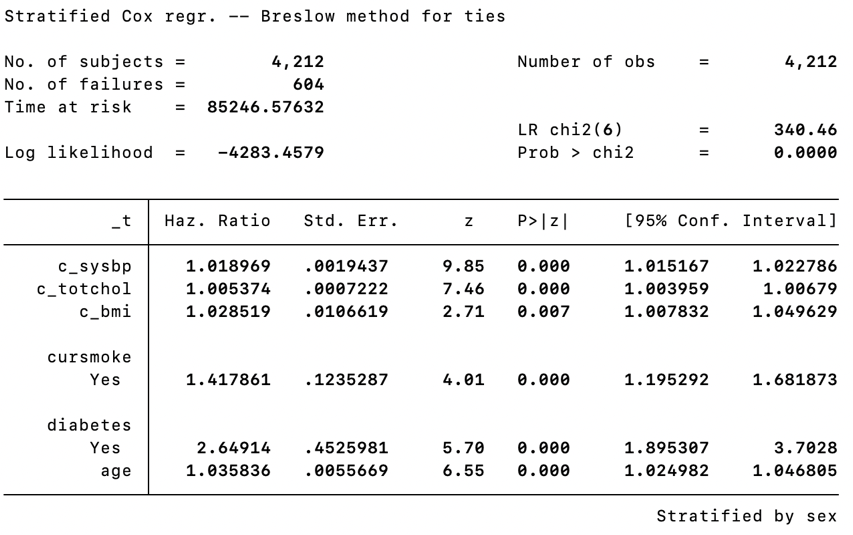 Stratified Cox regr. -- Breslow method for ties
No. of subjects = 4,212 Number of obs = 4,212
No. of failures = 604
Time at risk = 85246.57632
LR chi2(6) = 340.46
Log likelihood = -4283.4579 Prob > chi2 = 0.0000
_t Haz. Ratio Std. Err. z P>|z| [95% Conf. Interval]
c_sysbp 1.018969 .0019437 9.85 0.000 1.015167 1.022786
c_totchol 1.005374 .0007222 7.46 0.000 1.003959 1.00679
c_bmi 1.028519 .0106619 2.71 0.007 1.007832 1.049629
cursmoke
Yes 1.417861 .1235287 4.01 0.000 1.195292 1.681873
diabetes
Yes 2.64914 .4525981 5.70 0.000 1.895307 3.7028
age 1.035836 .0055669 6.55 0.000 1.024982 1.046805
Stratified by sex